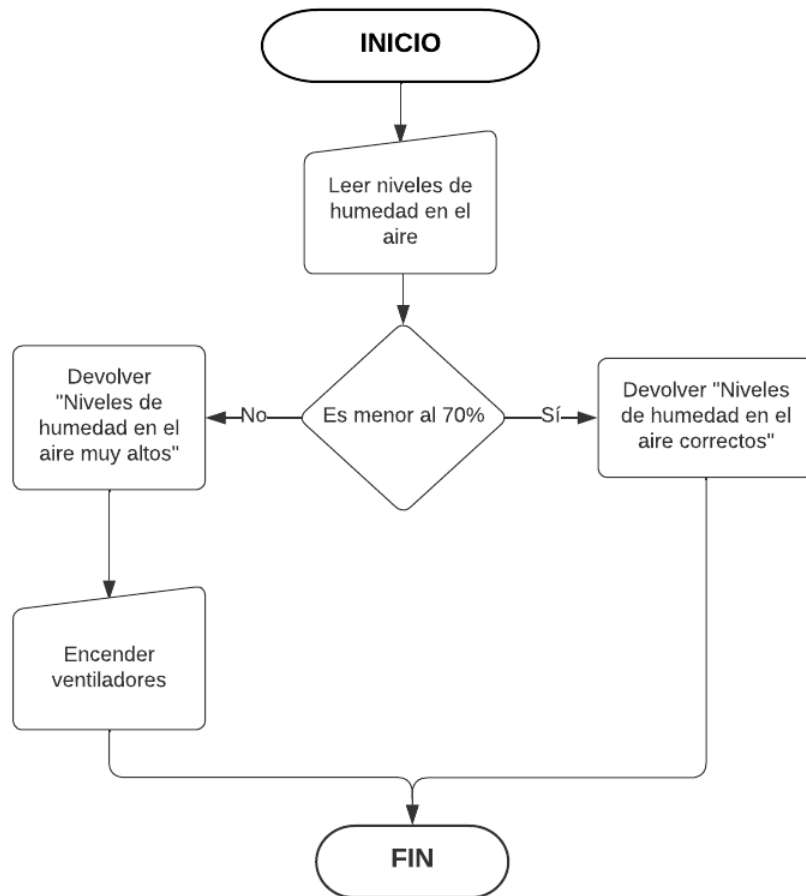 INICIO
Leer niveles de
humedad en el
aire
Es menor al 70%
No
Sí
Devolver
"Niveles de
humedad en el
aire muy altos"
Devolver "Niveles
de humedad en el
aire correctos"
Encender
ventiladores
FIN